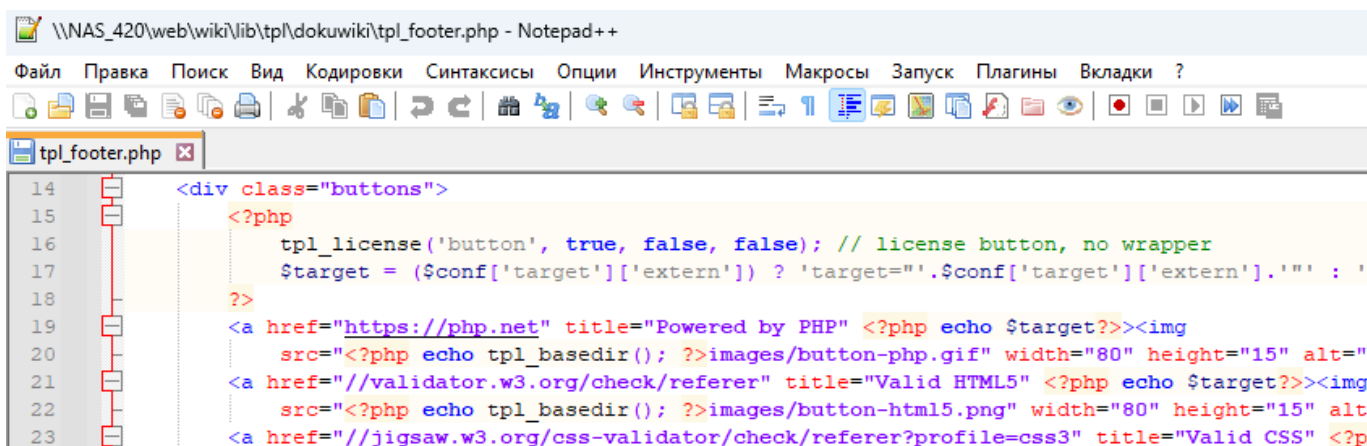 \\NAS_420\web\wiki\lib\tpl\dokuwiki\tpl_footer.php - Notepad++
Файл Правка Поиск Вид Кодировки Синтаксисы Опции Инструменты Макросы Запуск Плагины Вкладки ?
tpl_footer.php
14 <div class="buttons">
15 <?php
16 tpl_license('button', true, false, false); // license button, no wrapper
17 $target = ($conf['target']['extern']) ? 'target="'.$conf['target']['extern'].'"' : '
18 ?>
19 <a href="https://php.net" title="Powered by PHP" <?php echo $target?>><img
20 src="<?php echo tpl_basedir(); ?>images/button-php.gif" width="80" height="15" alt="
21 <a href="//validator.w3.org/check/referer" title="Valid HTML5" <?php echo $target?>><img
22 src="<?php echo tpl_basedir(); ?>images/button-html5.png" width="80" height="15" alt
23 <a href="//jigsaw.w3.org/css-validator/check/referer?profile=css3" title="Valid CSS" <?p